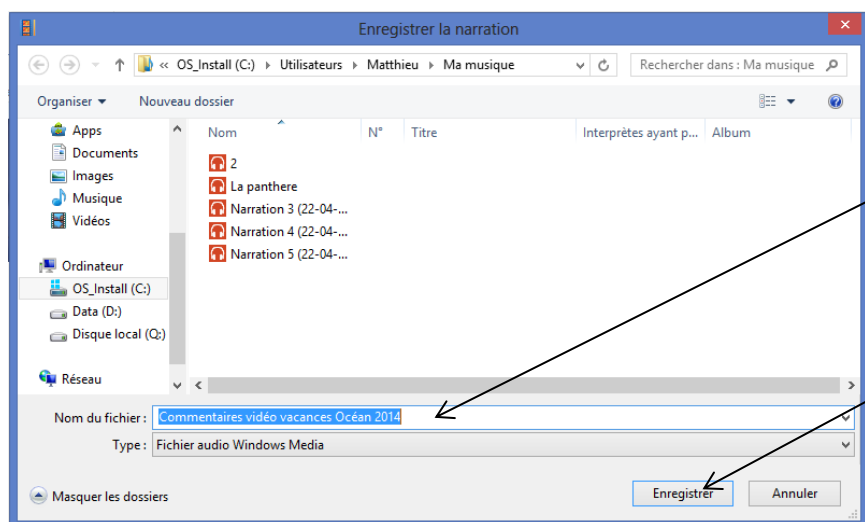 Enregistrer la narration
« OS_Install (C:) Utilisateurs Matthieu Ma musique
Rechercher dans : Ma musique
Organiser Nouveau dossier
Nom N° Titre Interprètes ayant p... Album
Apps
Documents
Images
Musique
Vidéos
Ordinateur
OS_Install (C:)
Data (D:)
Disque local (Q:)
Réseau
2
La panthere
Narration 3 (22-04-...
Narration 4 (22-04-...
Narration 5 (22-04-...
Nom du fichier : Commentaires vidéo vacances Océan 2014
Type : Fichier audio Windows Media
Masquer les dossiers
Enregistrer Annuler